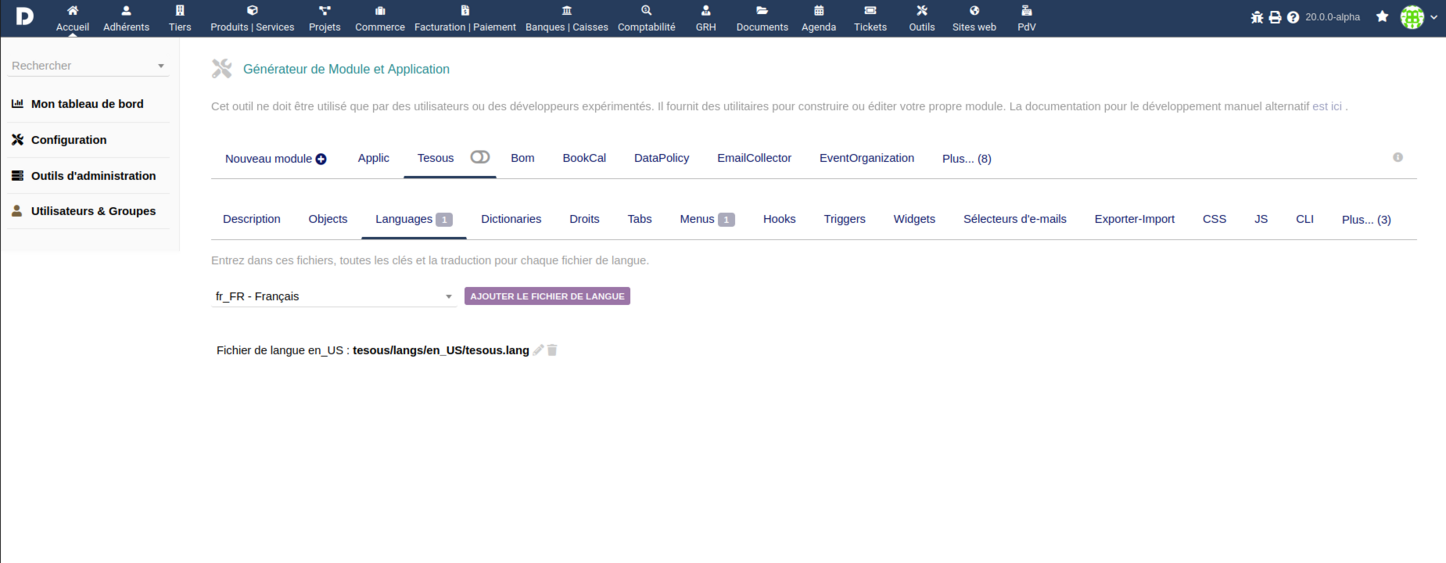 Accueil Adhérents Tiers Produits | Services Projets Commerce Facturation | Paiement Banques | Caisses Comptabilité GRH Documents Agenda Tickets Outils Sites web PdV 20.0.0-alpha
Rechercher
Mon tableau de bord
Configuration
Outils d'administration
Utilisateurs & Groupes
Générateur de Module et Application
Cet outil ne doit être utilisé que par des utilisateurs ou des développeurs expérimentés. Il fournit des utilitaires pour construire ou éditer votre propre module. La documentation pour le développement manuel alternatif est ici .
Nouveau module Applic Tesous Bom BookCal DataPolicy EmailCollector EventOrganization Plus... (8)
Description Objects Languages 1 Dictionaries Droits Tabs Menus 1 Hooks Triggers Widgets Sélecteurs d'e-mails Exporter-Import CSS JS CLI Plus... (3)
Entrez dans ces fichiers, toutes les clés et la traduction pour chaque fichier de langue.
fr_FR - Français AJOUTER LE FICHIER DE LANGUE
Fichier de langue en_US : tesous/langs/en_US/tesous.lang